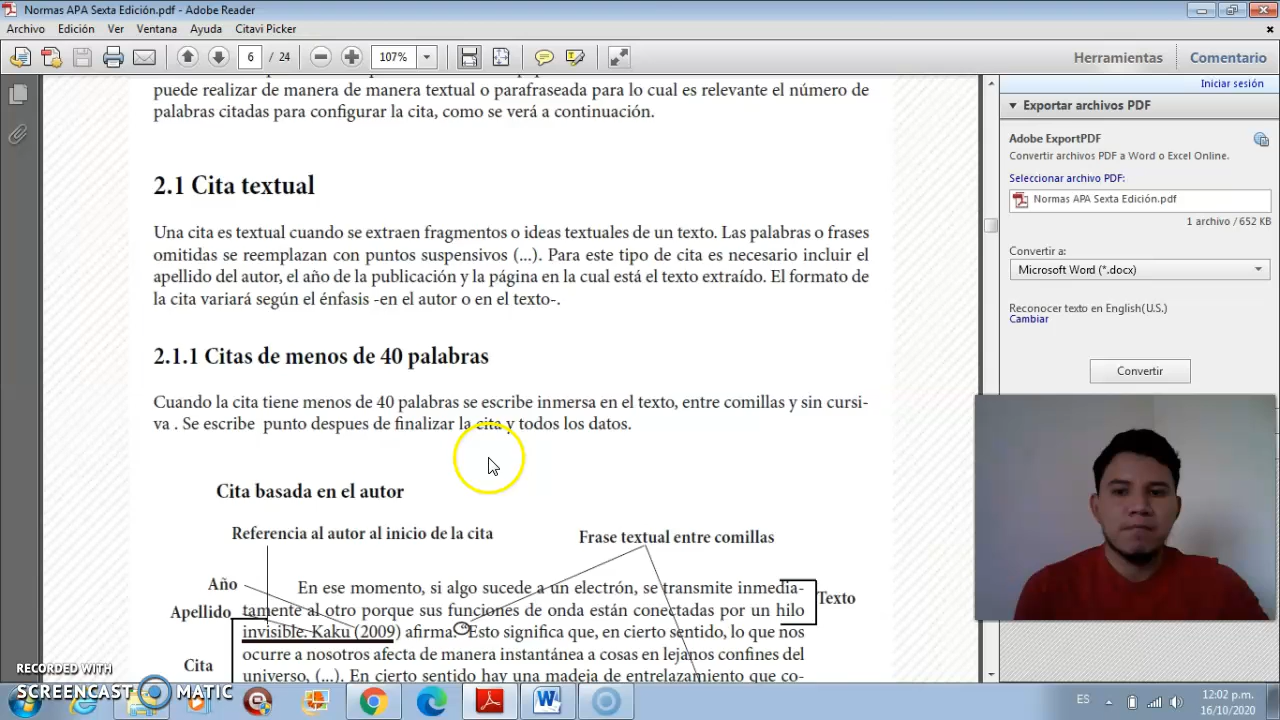 Normas APA Sexta Edición.pdf - Adobe Reader
Archivo Edición Ver Ventana Ayuda Citavi Picker
6 / 24 107% Herramientas Comentario
Iniciar sesión
Exportar archivos PDF
Adobe ExportPDF
Convertir archivos PDF a Word o Excel Online.
Seleccionar archivo PDF:
Normas APA Sexta Edición.pdf
1 archivo / 652 KB
Convertir a:
Microsoft Word (*.docx)
Reconocer texto en English(U.S.)
Cambiar
Convertir
puede realizar de manera de manera textual o parafraseada para lo cual es relevante el número de
palabras citadas para configurar la cita, como se verá a continuación.
2.1 Cita textual
Una cita es textual cuando se extraen fragmentos o ideas textuales de un texto. Las palabras o frases
omitidas se reemplazan con puntos suspensivos (...). Para este tipo de cita es necesario incluir el
apellido del autor, el año de la publicación y la página en la cual está el texto extraído. El formato de
la cita variará según el énfasis -en el autor o en el texto-.
2.1.1 Citas de menos de 40 palabras
Cuando la cita tiene menos de 40 palabras se escribe inmersa en el texto, entre comillas y sin cursi-
va . Se escribe punto despues de finalizar la cita y todos los datos.
Cita basada en el autor
Referencia al autor al inicio de la cita
Frase textual entre comillas
Año
Apellido
Cita
Texto
En ese momento, si algo sucede a un electrón, se transmite inmedia-
tamente al otro porque sus funciones de onda están conectadas por un hilo
invisible. Kaku (2009) afirma: "Esto significa que, en cierto sentido, lo que nos
ocurre a nosotros afecta de manera instantánea a cosas en lejanos confines del
universo, (...). En cierto sentido hay una madeja de entrelazamiento que co-
RECORDED WITH
SCREENCAST MATIC
ES
12:02 p.m.
16/10/2020